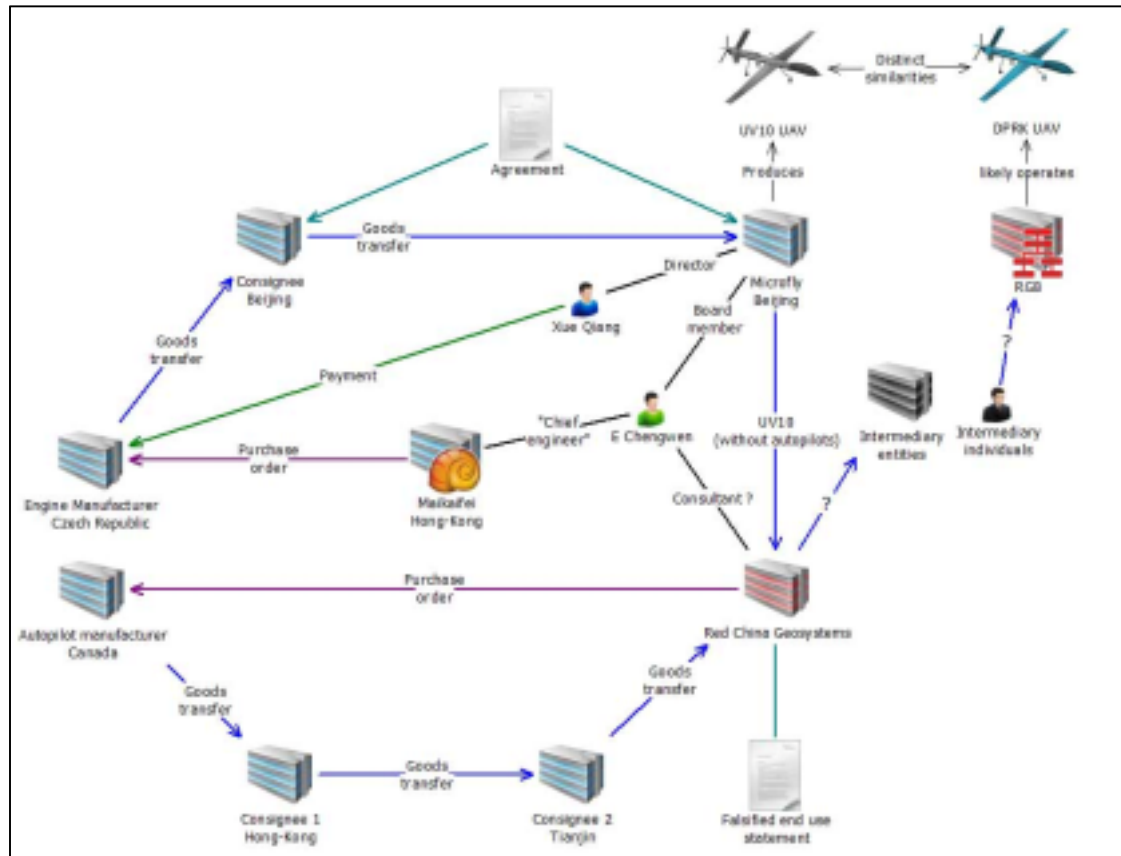 Distinct
similarities
UV10 UAV
DPRK UAV
Agreement
Produces
likely operates
Goods
transfer
Consignee
Beijing
Director
Microfly
Beijing
RGB
Xue Qiang
Board
member
Goods
transfer
?
Payment
"Chief
engineer"
E Chengwen
UV10
(without autopilots)
Intermediary
entities
Intermediary
individuals
Purchase
order
Engine Manufacturer
Czech Republic
Maikaifei
Hong-Kong
Consultant ?
?
Purchase
order
Autopilot manufacturer
Canada
Red China Geosystems
Goods
transfer
Goods
transfer
Goods
transfer
Consignee 1
Hong-Kong
Consignee 2
Tianjin
Falsified end use
statement